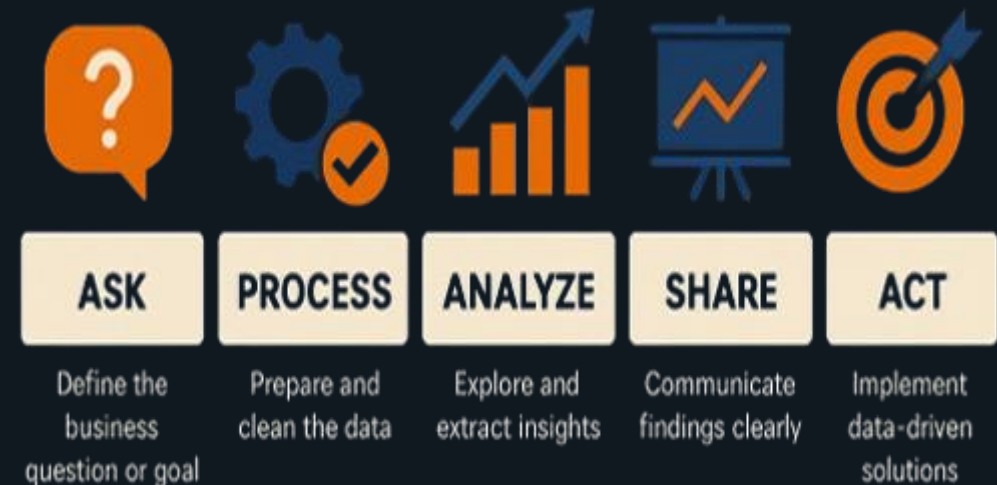 ?
ASK
PROCESS
ANALYZE
SHARE
ACT
Define the
business
question or goal
Prepare and
clean the data
Explore and
extract insights
Communicate
findings clearly
Implement
data-driven
solutions